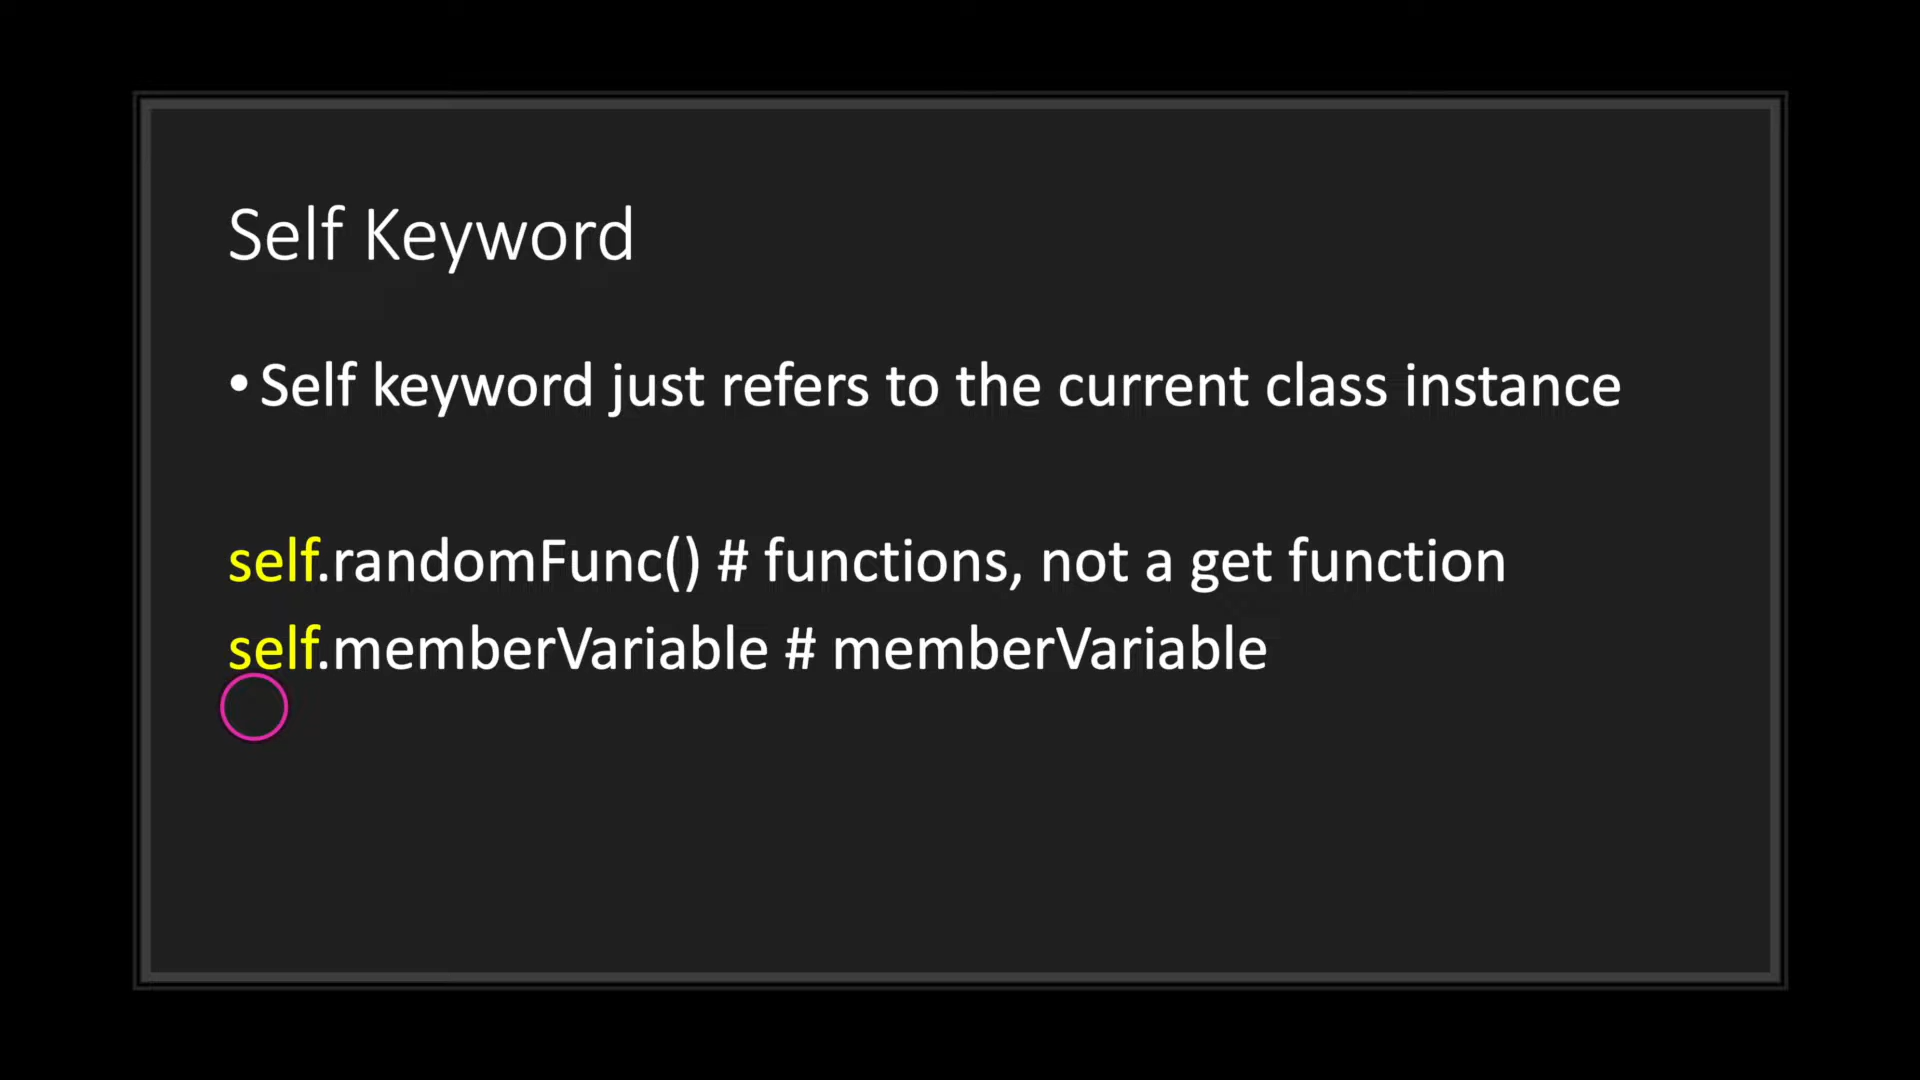 Self Keyword
• Self keyword just refers to the current class instance
self.randomFunc() # functions, not a get function
self.memberVariable # memberVariable